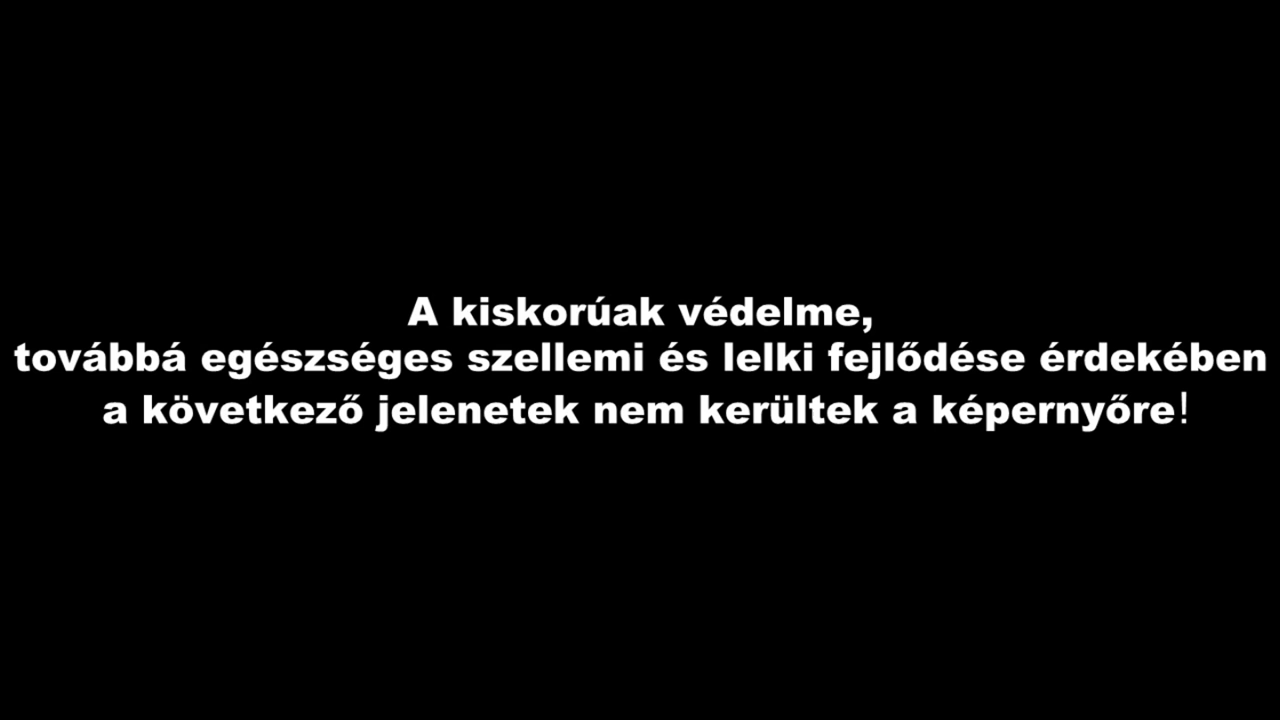 A kiskorúak védelme,
továbbá egészséges szellemi és lelki fejlődése érdekében
a következő jelenetek nem kerültek a képernyőre!